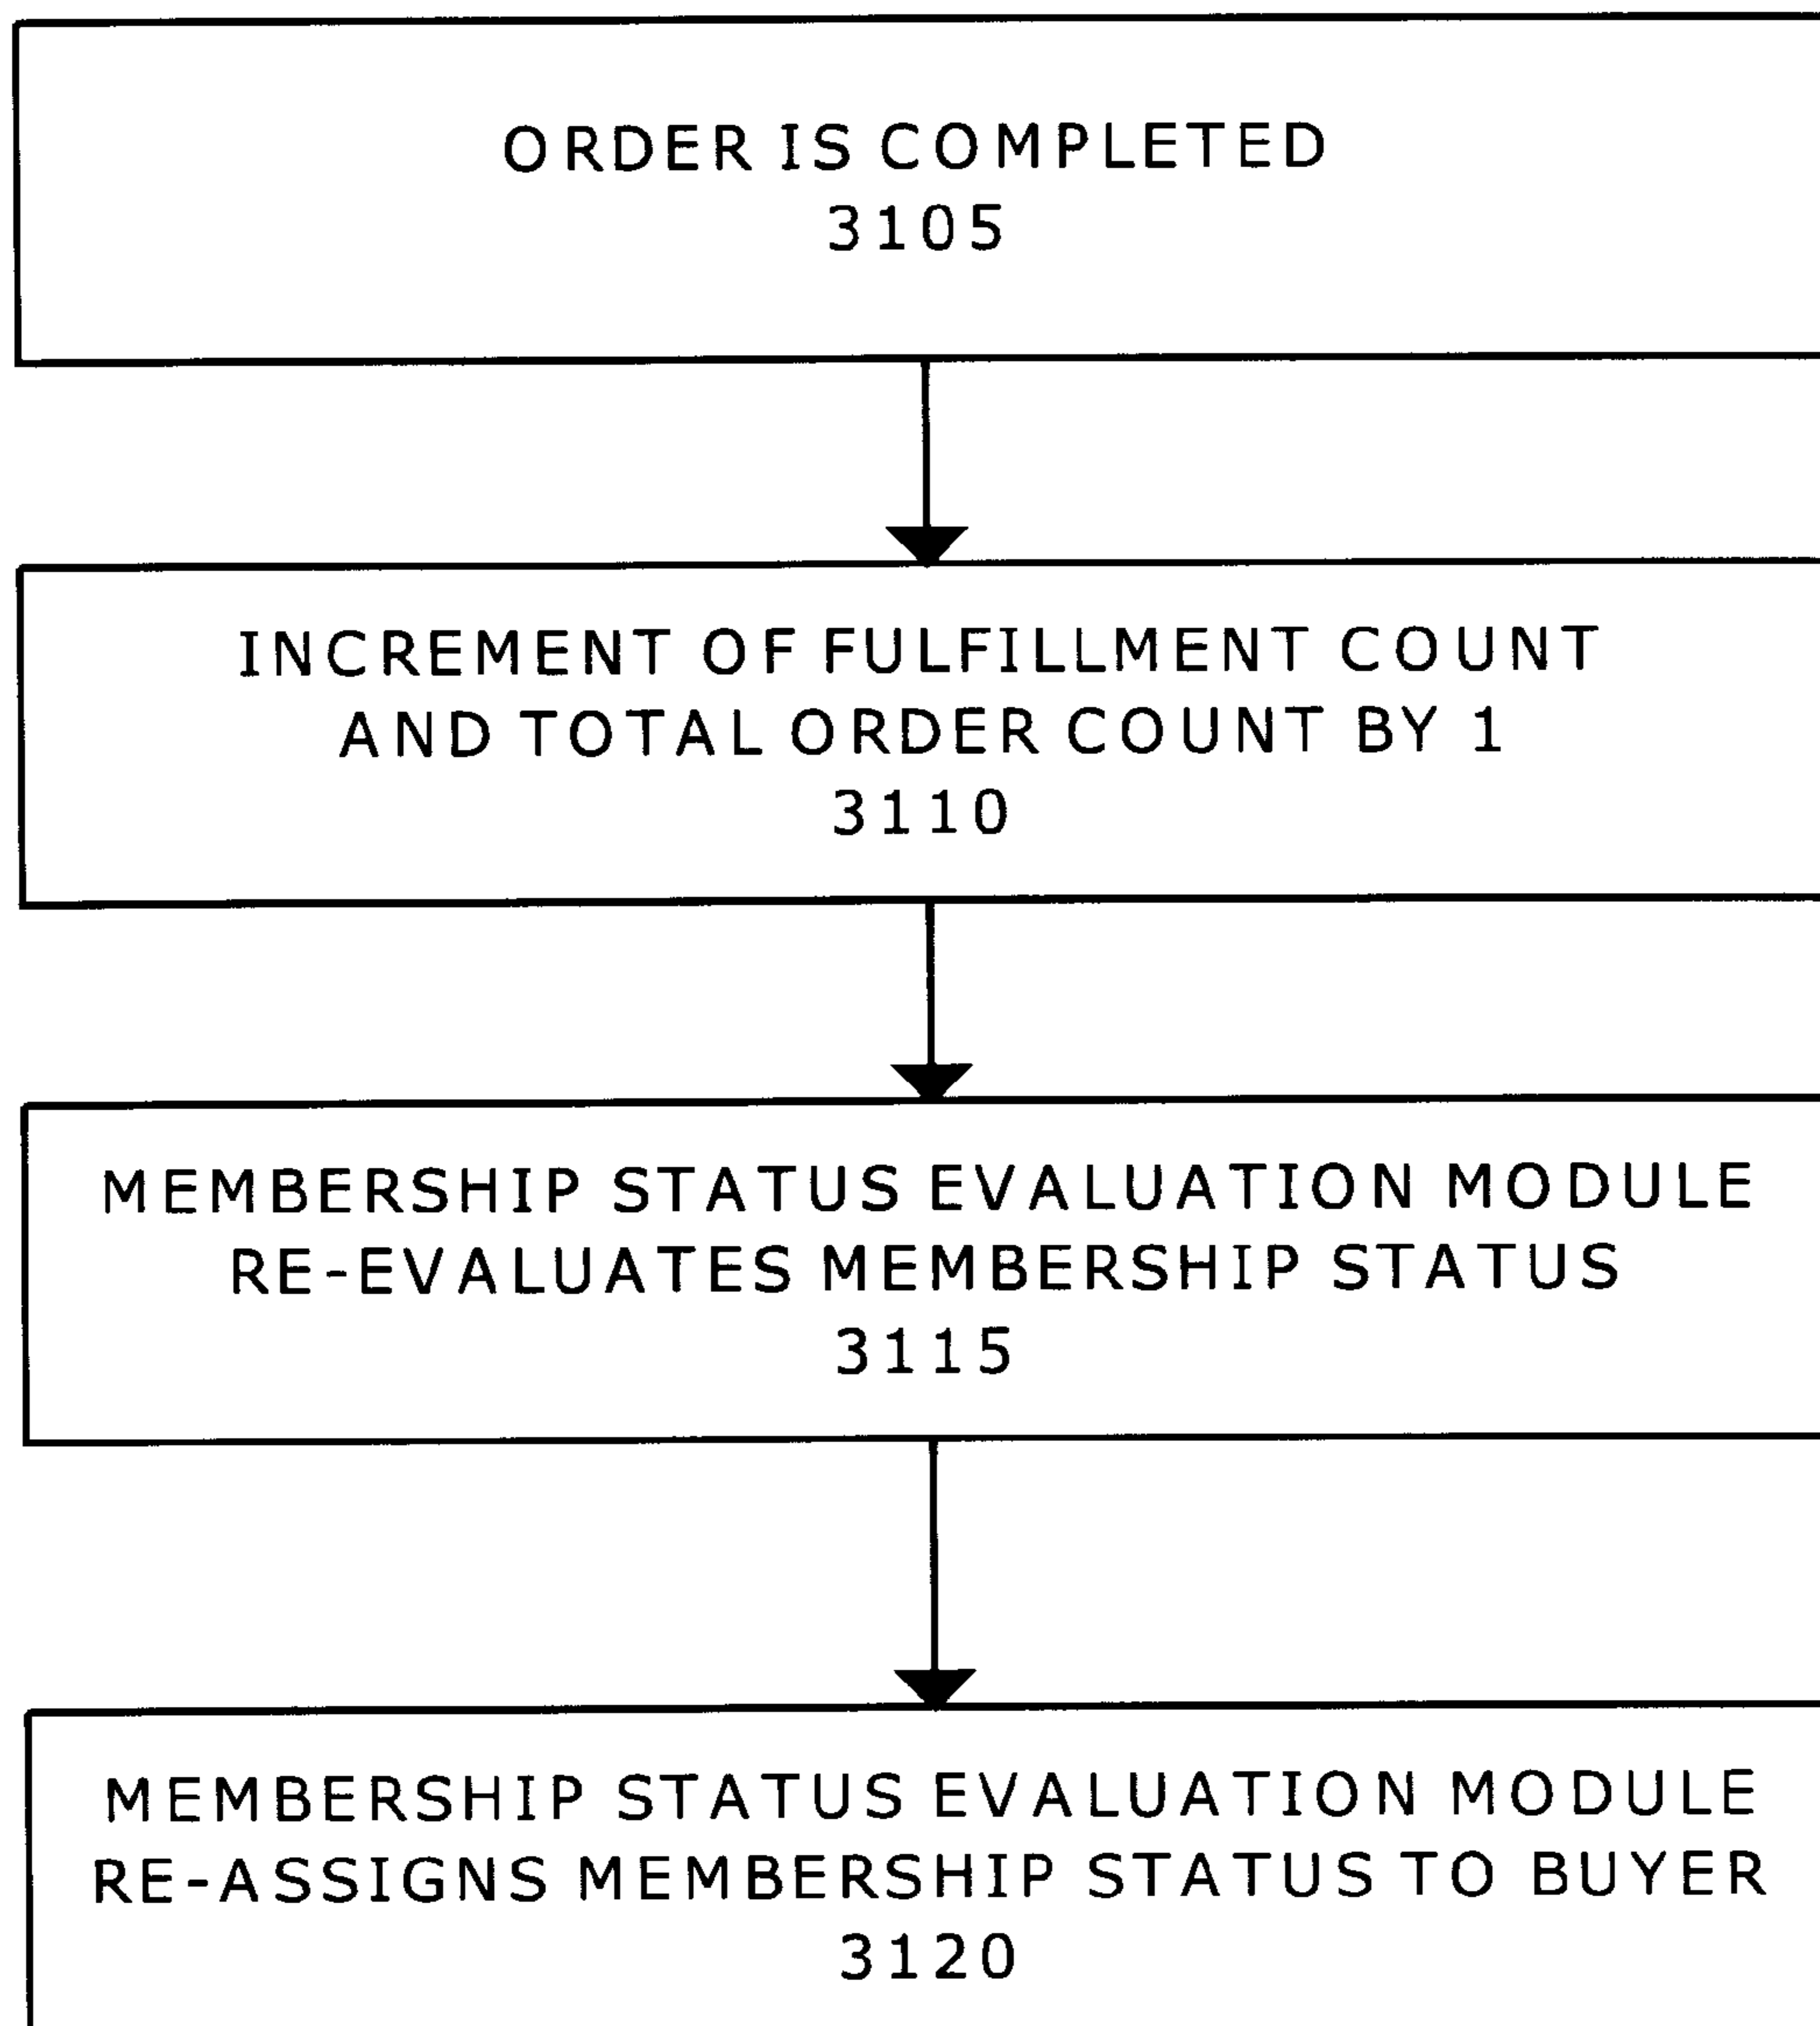 ORDER IS COMPLETED
3105
INCREMENT OF FULFILLMENT COUNT
AND TOTAL ORDER COUNT BY 1
3110
MEMBERSHIP STATUS EVALUATION MODULE
RE-EVALUATES MEMBERSHIP STATUS
3115
MEMBERSHIP STATUS EVALUATION MODULE
RE-ASSIGNS MEMBERSHIP STATUS TO BUYER
3120